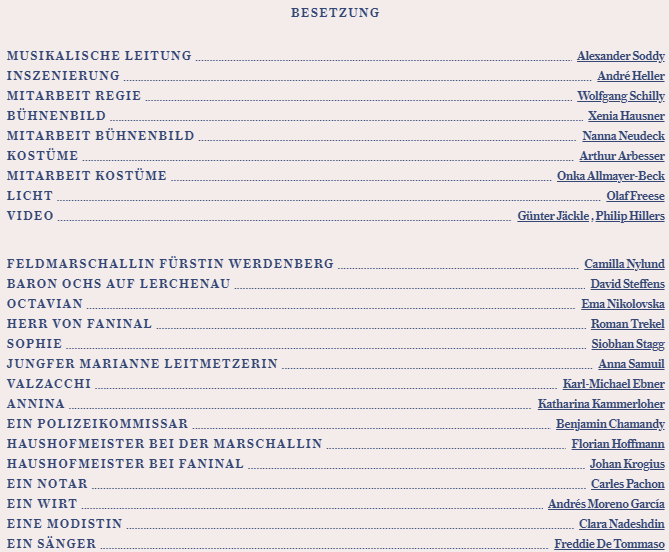 BESETZUNG
MUSIKALISCHE LEITUNG Alexander Soddy
INSZENIERUNG André Heller
MITARBEIT REGIE Wolfgang Schilly
BÜHNENBILD Xenia Hausner
MITARBEIT BÜHNENBILD Nanna Neudeck
KOSTÜME Arthur Arbesser
MITARBEIT KOSTÜME Onka Allmayer-Beck
LICHT Olaf Freese
VIDEO Günter Jäckle , Philip Hillers
FELDMARSCHALLIN FÜRSTIN WERDENBERG Camilla Nylund
BARON OCHS AUF LERCHENAU David Steffens
OCTAVIAN Ema Nikolovska
HERR VON FANINAL Roman Trekel
SOPHIE Siobhan Stagg
JUNGFER MARIANNE LEITMETZERIN Anna Samuil
VALZACCHI Karl-Michael Ebner
ANNINA Katharina Kammerloher
EIN POLIZEIKOMMISSAR Benjamin Chamandy
HAUSHOFMEISTER BEI DER MARSCHALLIN Florian Hoffmann
HAUSHOFMEISTER BEI FANINAL Johan Krogius
EIN NOTAR Carles Pachon
EIN WIRT Andrés Moreno García
EINE MODISTIN Clara Nadeshdin
EIN SÄNGER Freddie De Tommaso